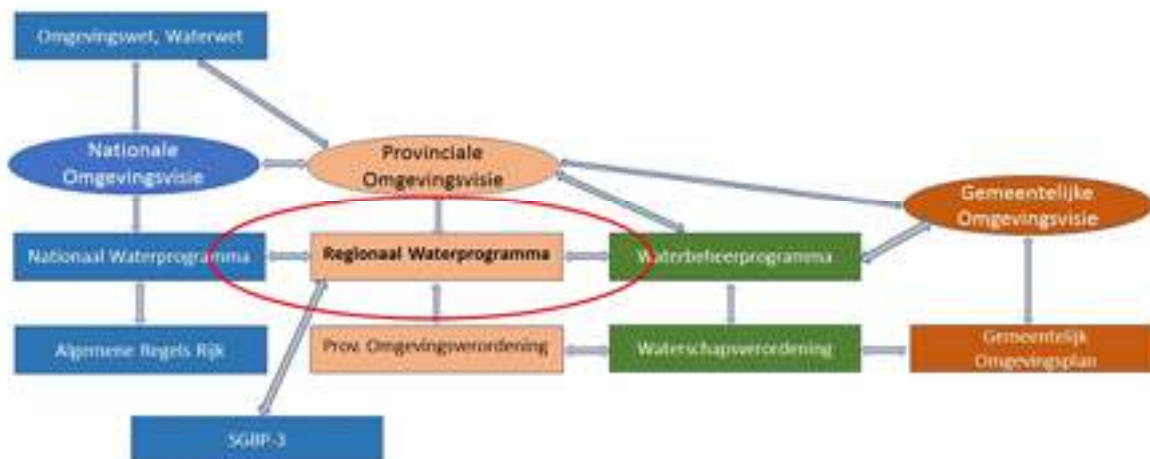 Omgevingswet, Waterwet
Nationale
Omgevingsvisie
Provinciale
Omgevingsvisie
Gemeentelijke
Omgevingsvisie
Nationaal Waterprogramma
Regionaal Waterprogramma
Waterbeheerprogramma
Algemene Regels Rijk
Prov. Omgevingsverordening
Waterschapsverordening
Gemeentelijk
Omgevingsplan
SGBP-3